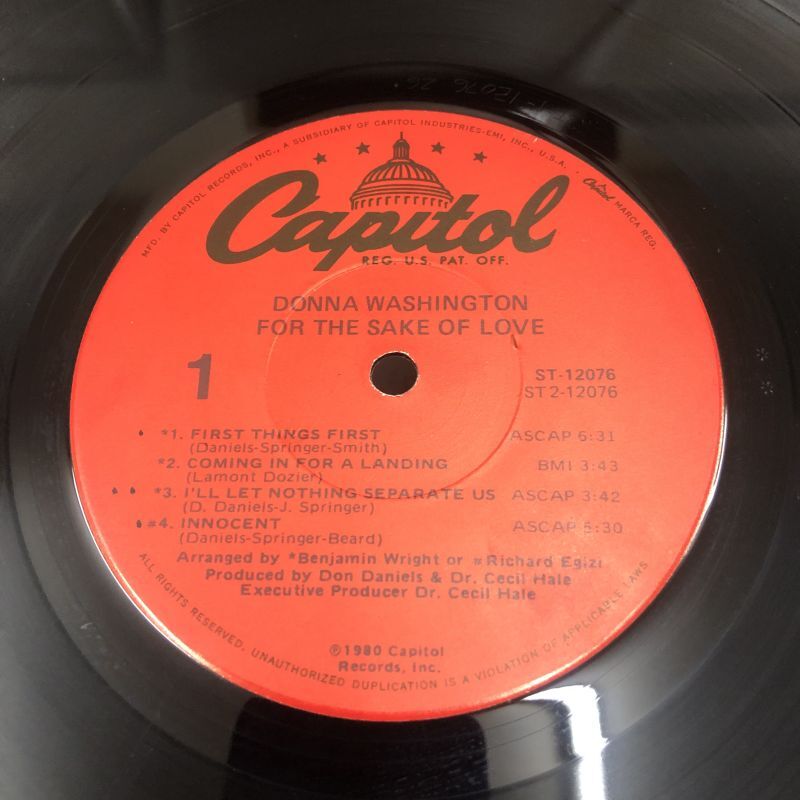 ST-12076 26
MFD. BY CAPITOL RECORDS, INC., A SUBSIDIARY OF CAPITOL INDUSTRIES-EMI, INC., U.S.A. . Capitol MARCA REG.
Capitol
REG. U.S. PAT. OFF.
DONNA WASHINGTON
FOR THE SAKE OF LOVE
1
ST-12076
ST2-12076
*1. FIRST THINGS FIRST ASCAP 6:31
(Daniels-Springer-Smith)
*2. COMING IN FOR A LANDING BMI 3:43
(Lamont Dozier)
*3. I'LL LET NOTHING SEPARATE US ASCAP 3:42
(D. Daniels-J. Springer)
#4. INNOCENT ASCAP 5:30
(Daniels-Springer-Beard)
Arranged by *Benjamin Wright or #Richard Egizi
Produced by Don Daniels & Dr. Cecil Hale
Executive Producer Dr. Cecil Hale
℗1980 Capitol
Records, Inc.
ALL RIGHTS RESERVED. UNAUTHORIZED DUPLICATION IS A VIOLATION OF APPLICABLE LAWS